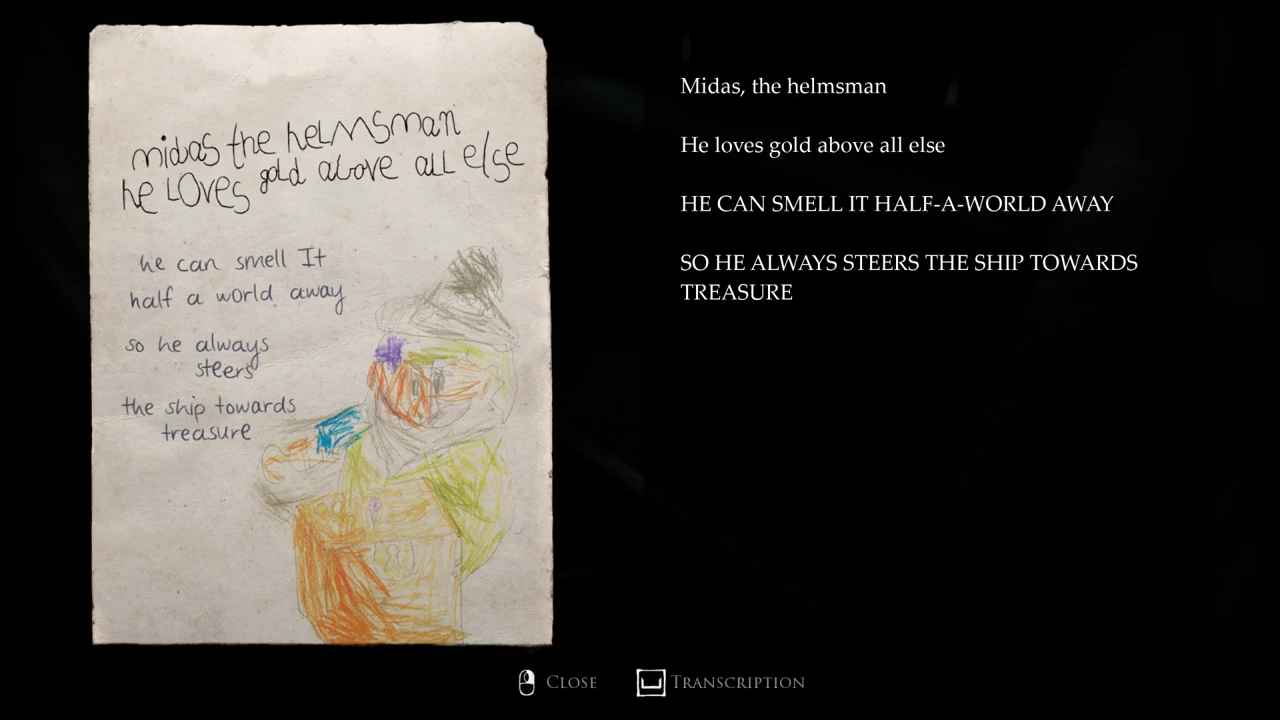 midas the helmsman
he LOves gold above all else
he can smell It
half a world away
so he always
steers
the ship towards
treasure
Midas, the helmsman
He loves gold above all else
HE CAN SMELL IT HALF-A-WORLD AWAY
SO HE ALWAYS STEERS THE SHIP TOWARDS
TREASURE
CLOSE
TRANSCRIPTION